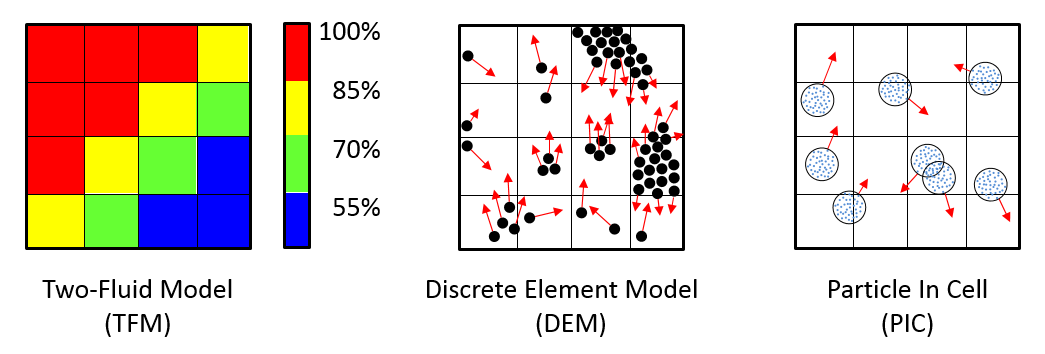 100%
85%
70%
55%
Two-Fluid Model
(TFM)
Discrete Element Model
(DEM)
Particle In Cell
(PIC)